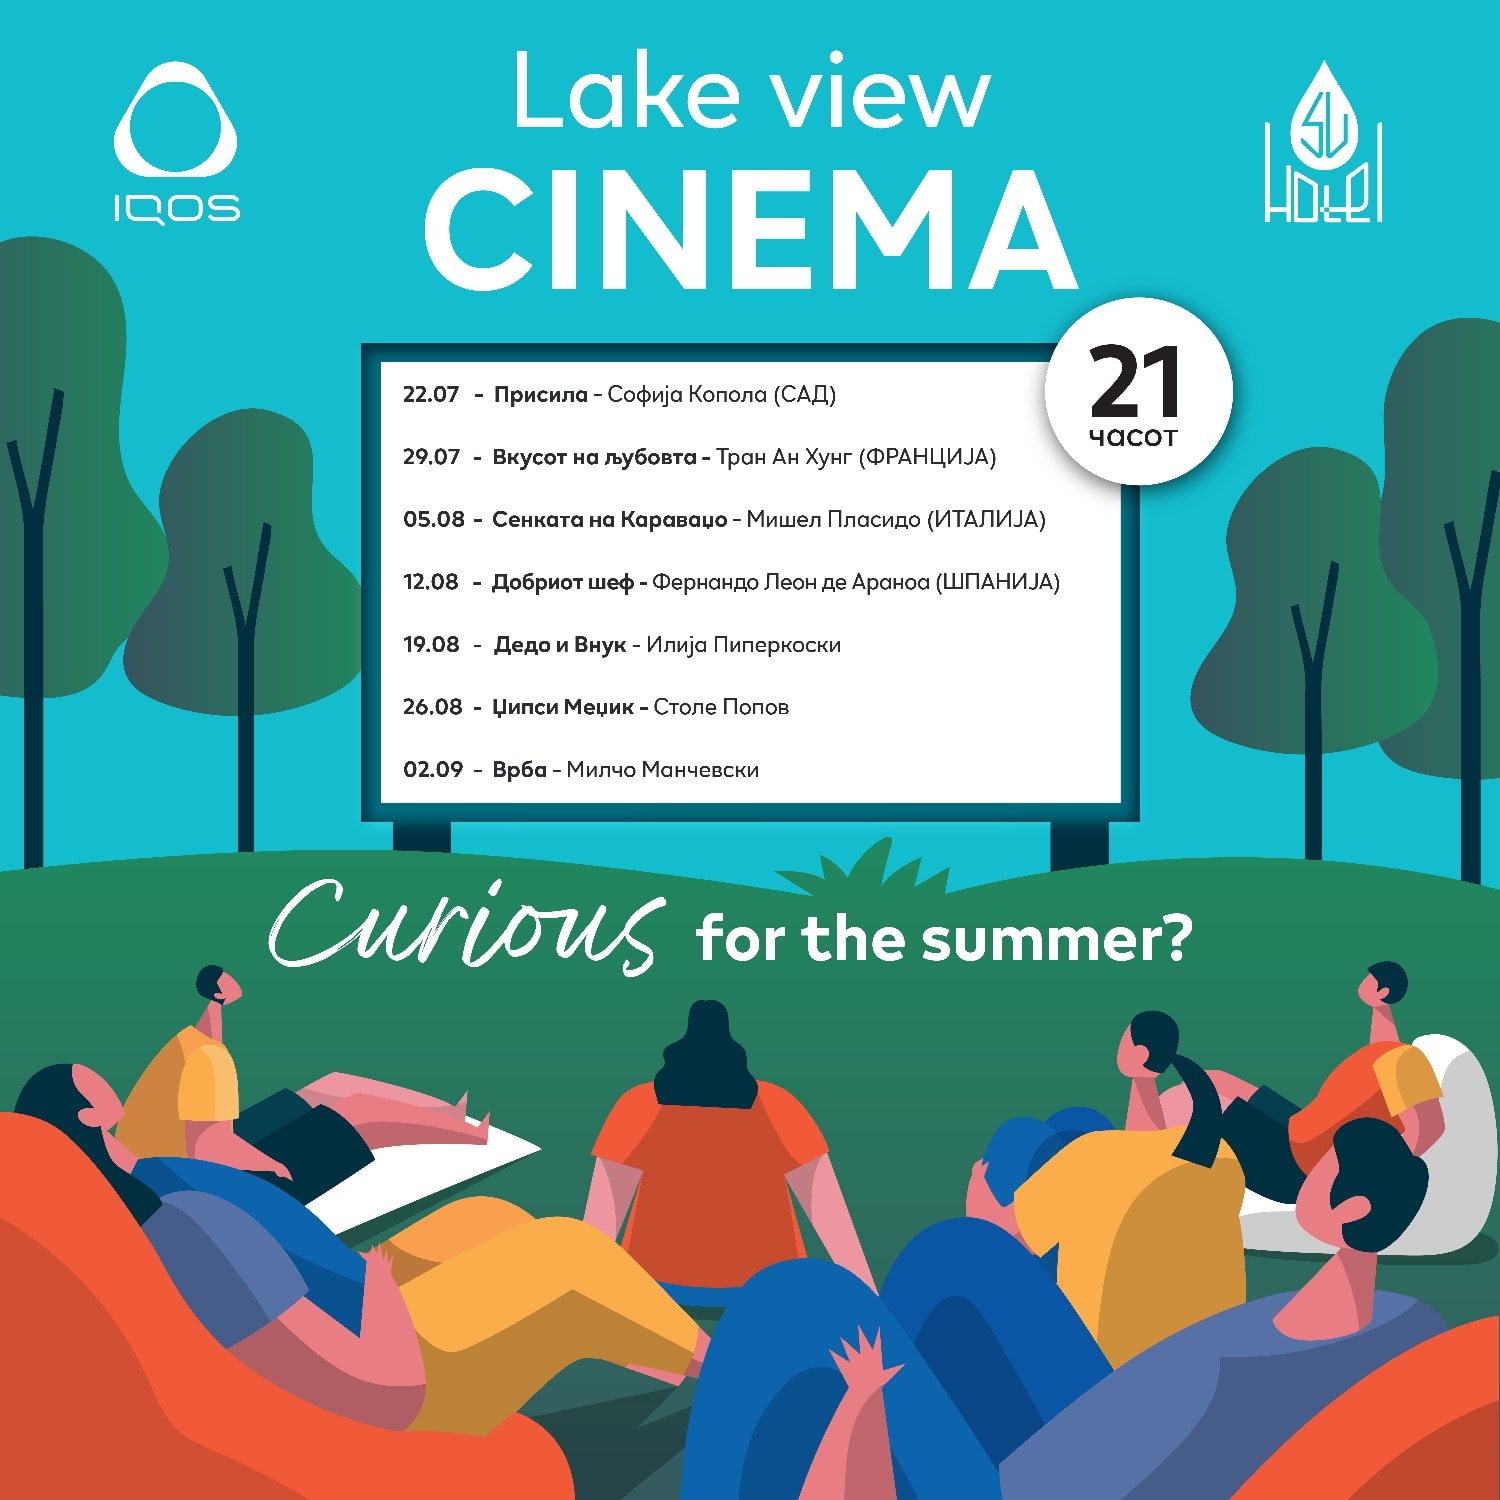 Lake view
CINEMA
IQOS
SU
HOTEL
21
часот
22.07 - Присила - Софија Копола (САД)
29.07 - Вкусот на љубовта - Тран Ан Хунг (ФРАНЦИЈА)
05.08 - Сенката на Караваџо - Мишел Пласидо (ИТАЛИЈА)
12.08 - Добриот шеф - Фернандо Леон де Араноа (ШПАНИЈА)
19.08 - Дедо и Внук - Илија Пиперкоски
26.08 - Џипси Меџик - Столе Попов
02.09 - Врба - Милчо Манчевски
Curious for the summer?